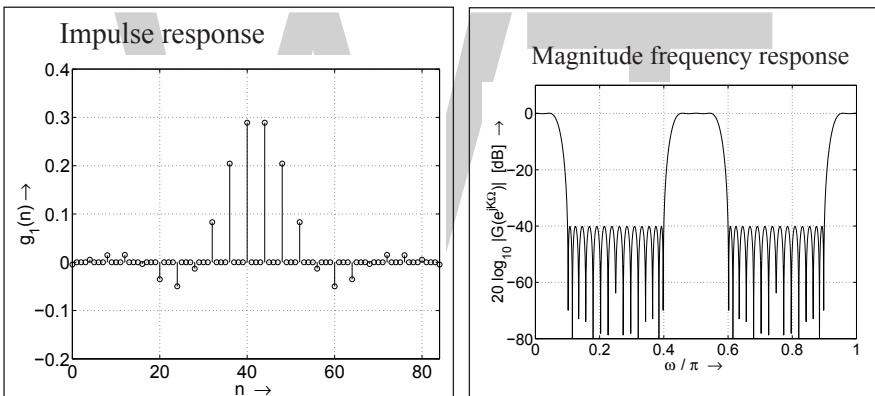 Impulse response
0.4
0.3
0.2
0.1
0
−0.1
−0.2
g₁(n) →
0 20 40 60 80
n →
Magnitude frequency response
0
−20
−40
−60
−80
20 log₁₀ |G(e^{jKΩ})| [dB] →
0 0.2 0.4 0.6 0.8 1
ω / π →